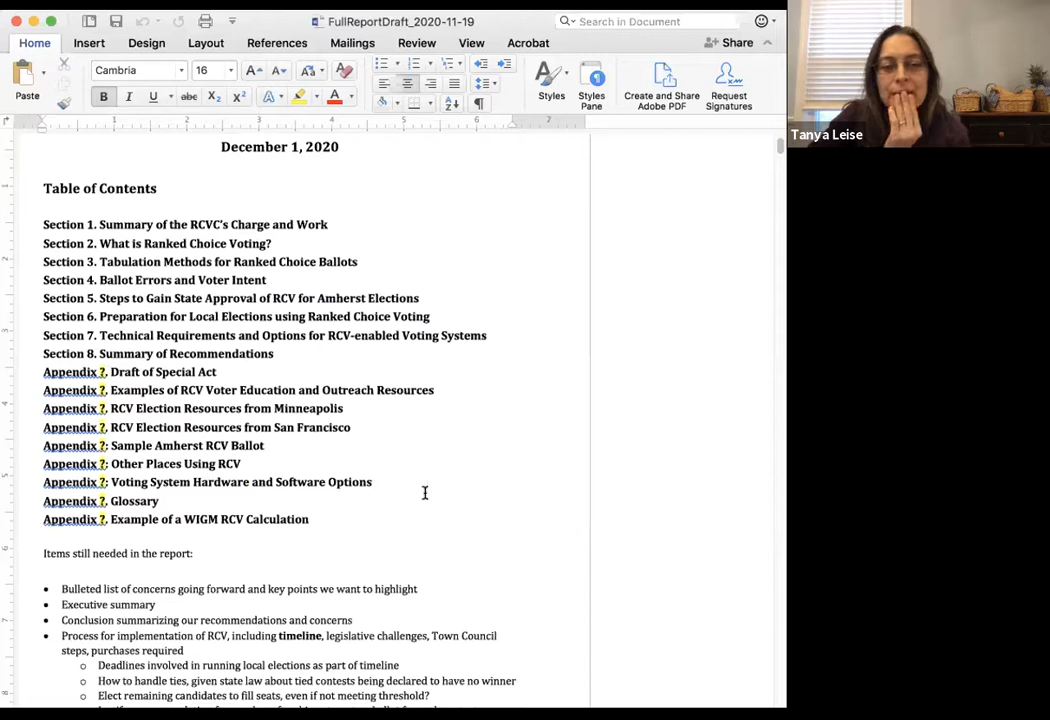 FullReportDraft_2020-11-19
Search in Document
Home Insert Design Layout References Mailings Review View Acrobat Share
Cambria 16
Paste Styles Styles Pane Create and Share Adobe PDF Request Signatures
B I U abc X2 X2 A A
1 2 3 4 5 6 7
December 1, 2020
Table of Contents
Section 1. Summary of the RCVC's Charge and Work
Section 2. What is Ranked Choice Voting?
Section 3. Tabulation Methods for Ranked Choice Ballots
Section 4. Ballot Errors and Voter Intent
Section 5. Steps to Gain State Approval of RCV for Amherst Elections
Section 6. Preparation for Local Elections using Ranked Choice Voting
Section 7. Technical Requirements and Options for RCV-enabled Voting Systems
Section 8. Summary of Recommendations
Appendix ?. Draft of Special Act
Appendix ?. Examples of RCV Voter Education and Outreach Resources
Appendix ?. RCV Election Resources from Minneapolis
Appendix ?. RCV Election Resources from San Francisco
Appendix ?: Sample Amherst RCV Ballot
Appendix ?: Other Places Using RCV
Appendix ?: Voting System Hardware and Software Options
Appendix ?. Glossary
Appendix ?. Example of a WIGM RCV Calculation
Items still needed in the report:
• Bulleted list of concerns going forward and key points we want to highlight
• Executive summary
• Conclusion summarizing our recommendations and concerns
• Process for implementation of RCV, including timeline, legislative challenges, Town Council
steps, purchases required
o Deadlines involved in running local elections as part of timeline
o How to handle ties, given state law about tied contests being declared to have no winner
o Elect remaining candidates to fill seats, even if not meeting threshold?
Tanya Leise